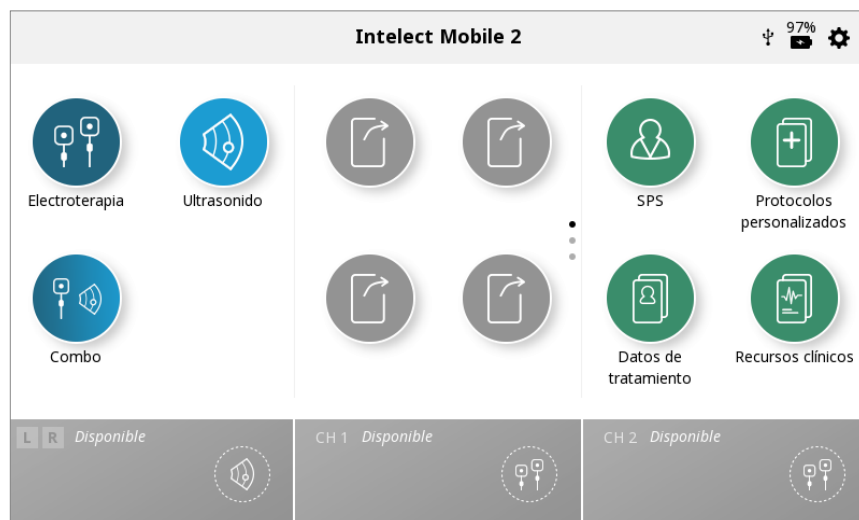 Intelect Mobile 2
97%
Electroterapia
Ultrasonido
SPS
Protocolos
personalizados
Combo
Datos de
tratamiento
Recursos clínicos
L R Disponible
CH 1 Disponible
CH 2 Disponible